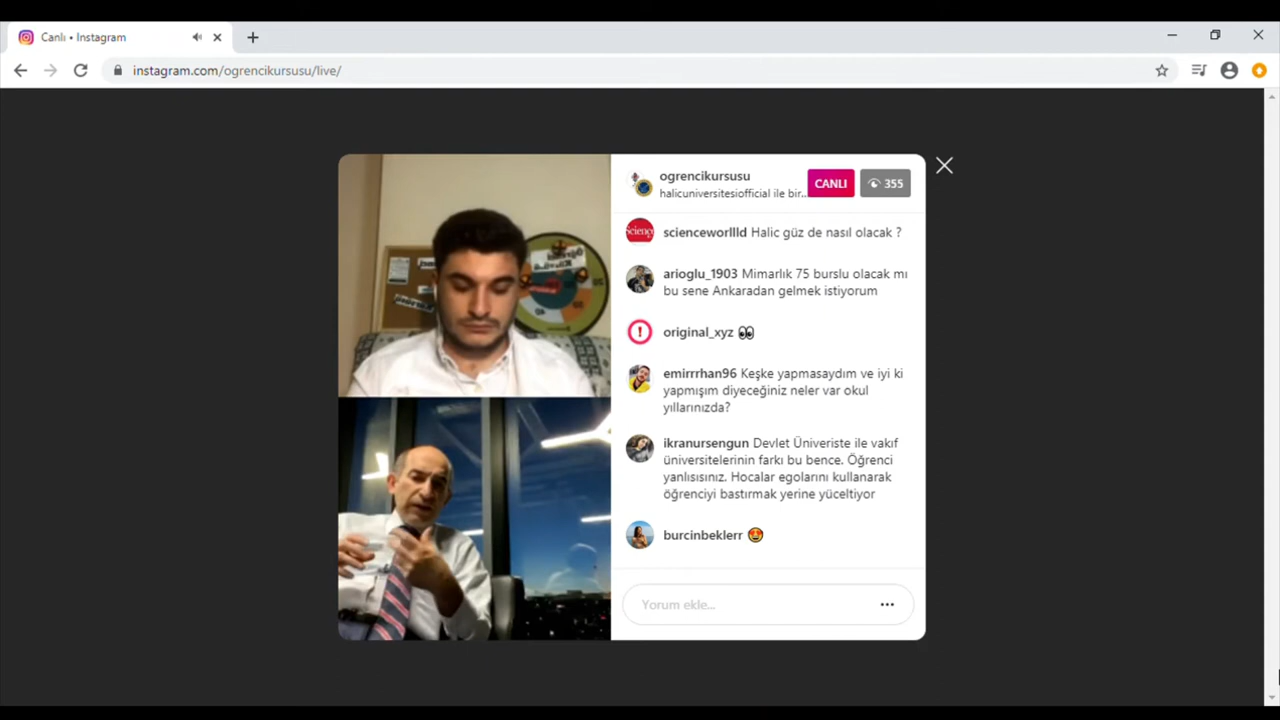 Canlı • Instagram
instagram.com/ogrencikursusu/live/
ogrencikursusu
halicuniversitesiofficial ile bir...
CANLI
355
scienceworllld Halic güz de nasıl olacak ?
arioglu_1903 Mimarlık 75 burslu olacak mı
bu sene Ankaradan gelmek istiyorum
original_xyz 👀
emirrrhan96 Keşke yapmasaydım ve iyi ki
yapmışım diyeceğiniz neler var okul
yıllarınızda?
ikranursengun Devlet Üniveriste ile vakıf
üniversitelerinin farkı bu bence. Öğrenci
yanlısısınız. Hocalar egolarını kullanarak
öğrenciyi bastırmak yerine yüceltiyor
burcinbeklerr 😍
Yorum ekle...